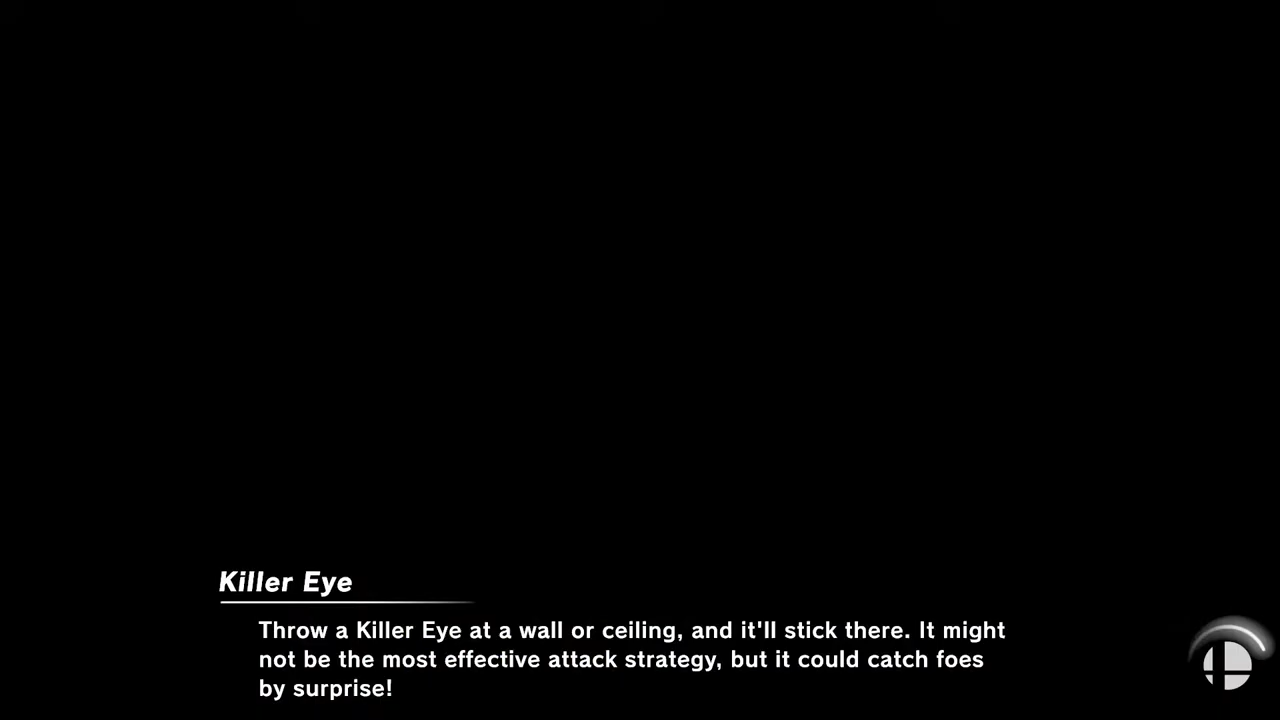 Killer Eye
Throw a Killer Eye at a wall or ceiling, and it'll stick there. It might
not be the most effective attack strategy, but it could catch foes
by surprise!